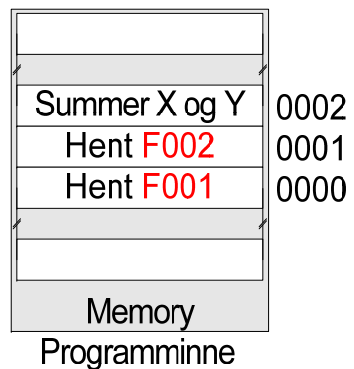 Summer X og Y 0002
Hent F002 0001
Hent F001 0000
Memory
Programminne